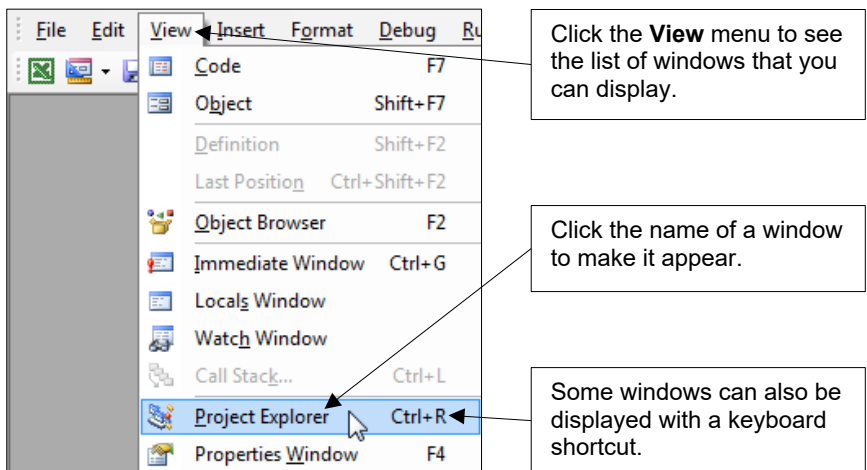 File Edit View Insert Format Debug Ru
Click the View menu to see
the list of windows that you
can display.
Code F7
Object Shift+F7
Definition Shift+F2
Last Position Ctrl+Shift+F2
Object Browser F2
Immediate Window Ctrl+G
Locals Window
Watch Window
Call Stack... Ctrl+L
Project Explorer Ctrl+R
Properties Window F4
Click the name of a window
to make it appear.
Some windows can also be
displayed with a keyboard
shortcut.